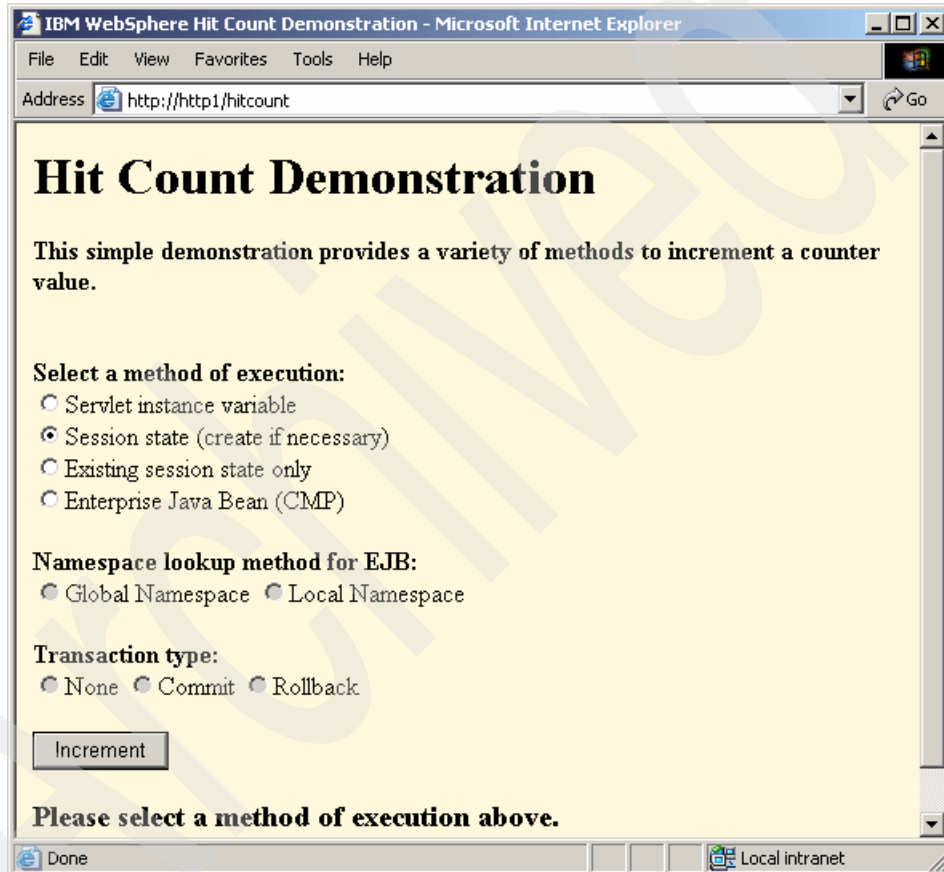 IBM WebSphere Hit Count Demonstration - Microsoft Internet Explorer
File Edit View Favorites Tools Help
Address http://http1/hitcount Go
Hit Count Demonstration
This simple demonstration provides a variety of methods to increment a counter
value.
Select a method of execution:
Servlet instance variable
Session state (create if necessary)
Existing session state only
Enterprise Java Bean (CMP)
Namespace lookup method for EJB:
Global Namespace Local Namespace
Transaction type:
None Commit Rollback
Increment
Please select a method of execution above.
Done Local intranet
Archived